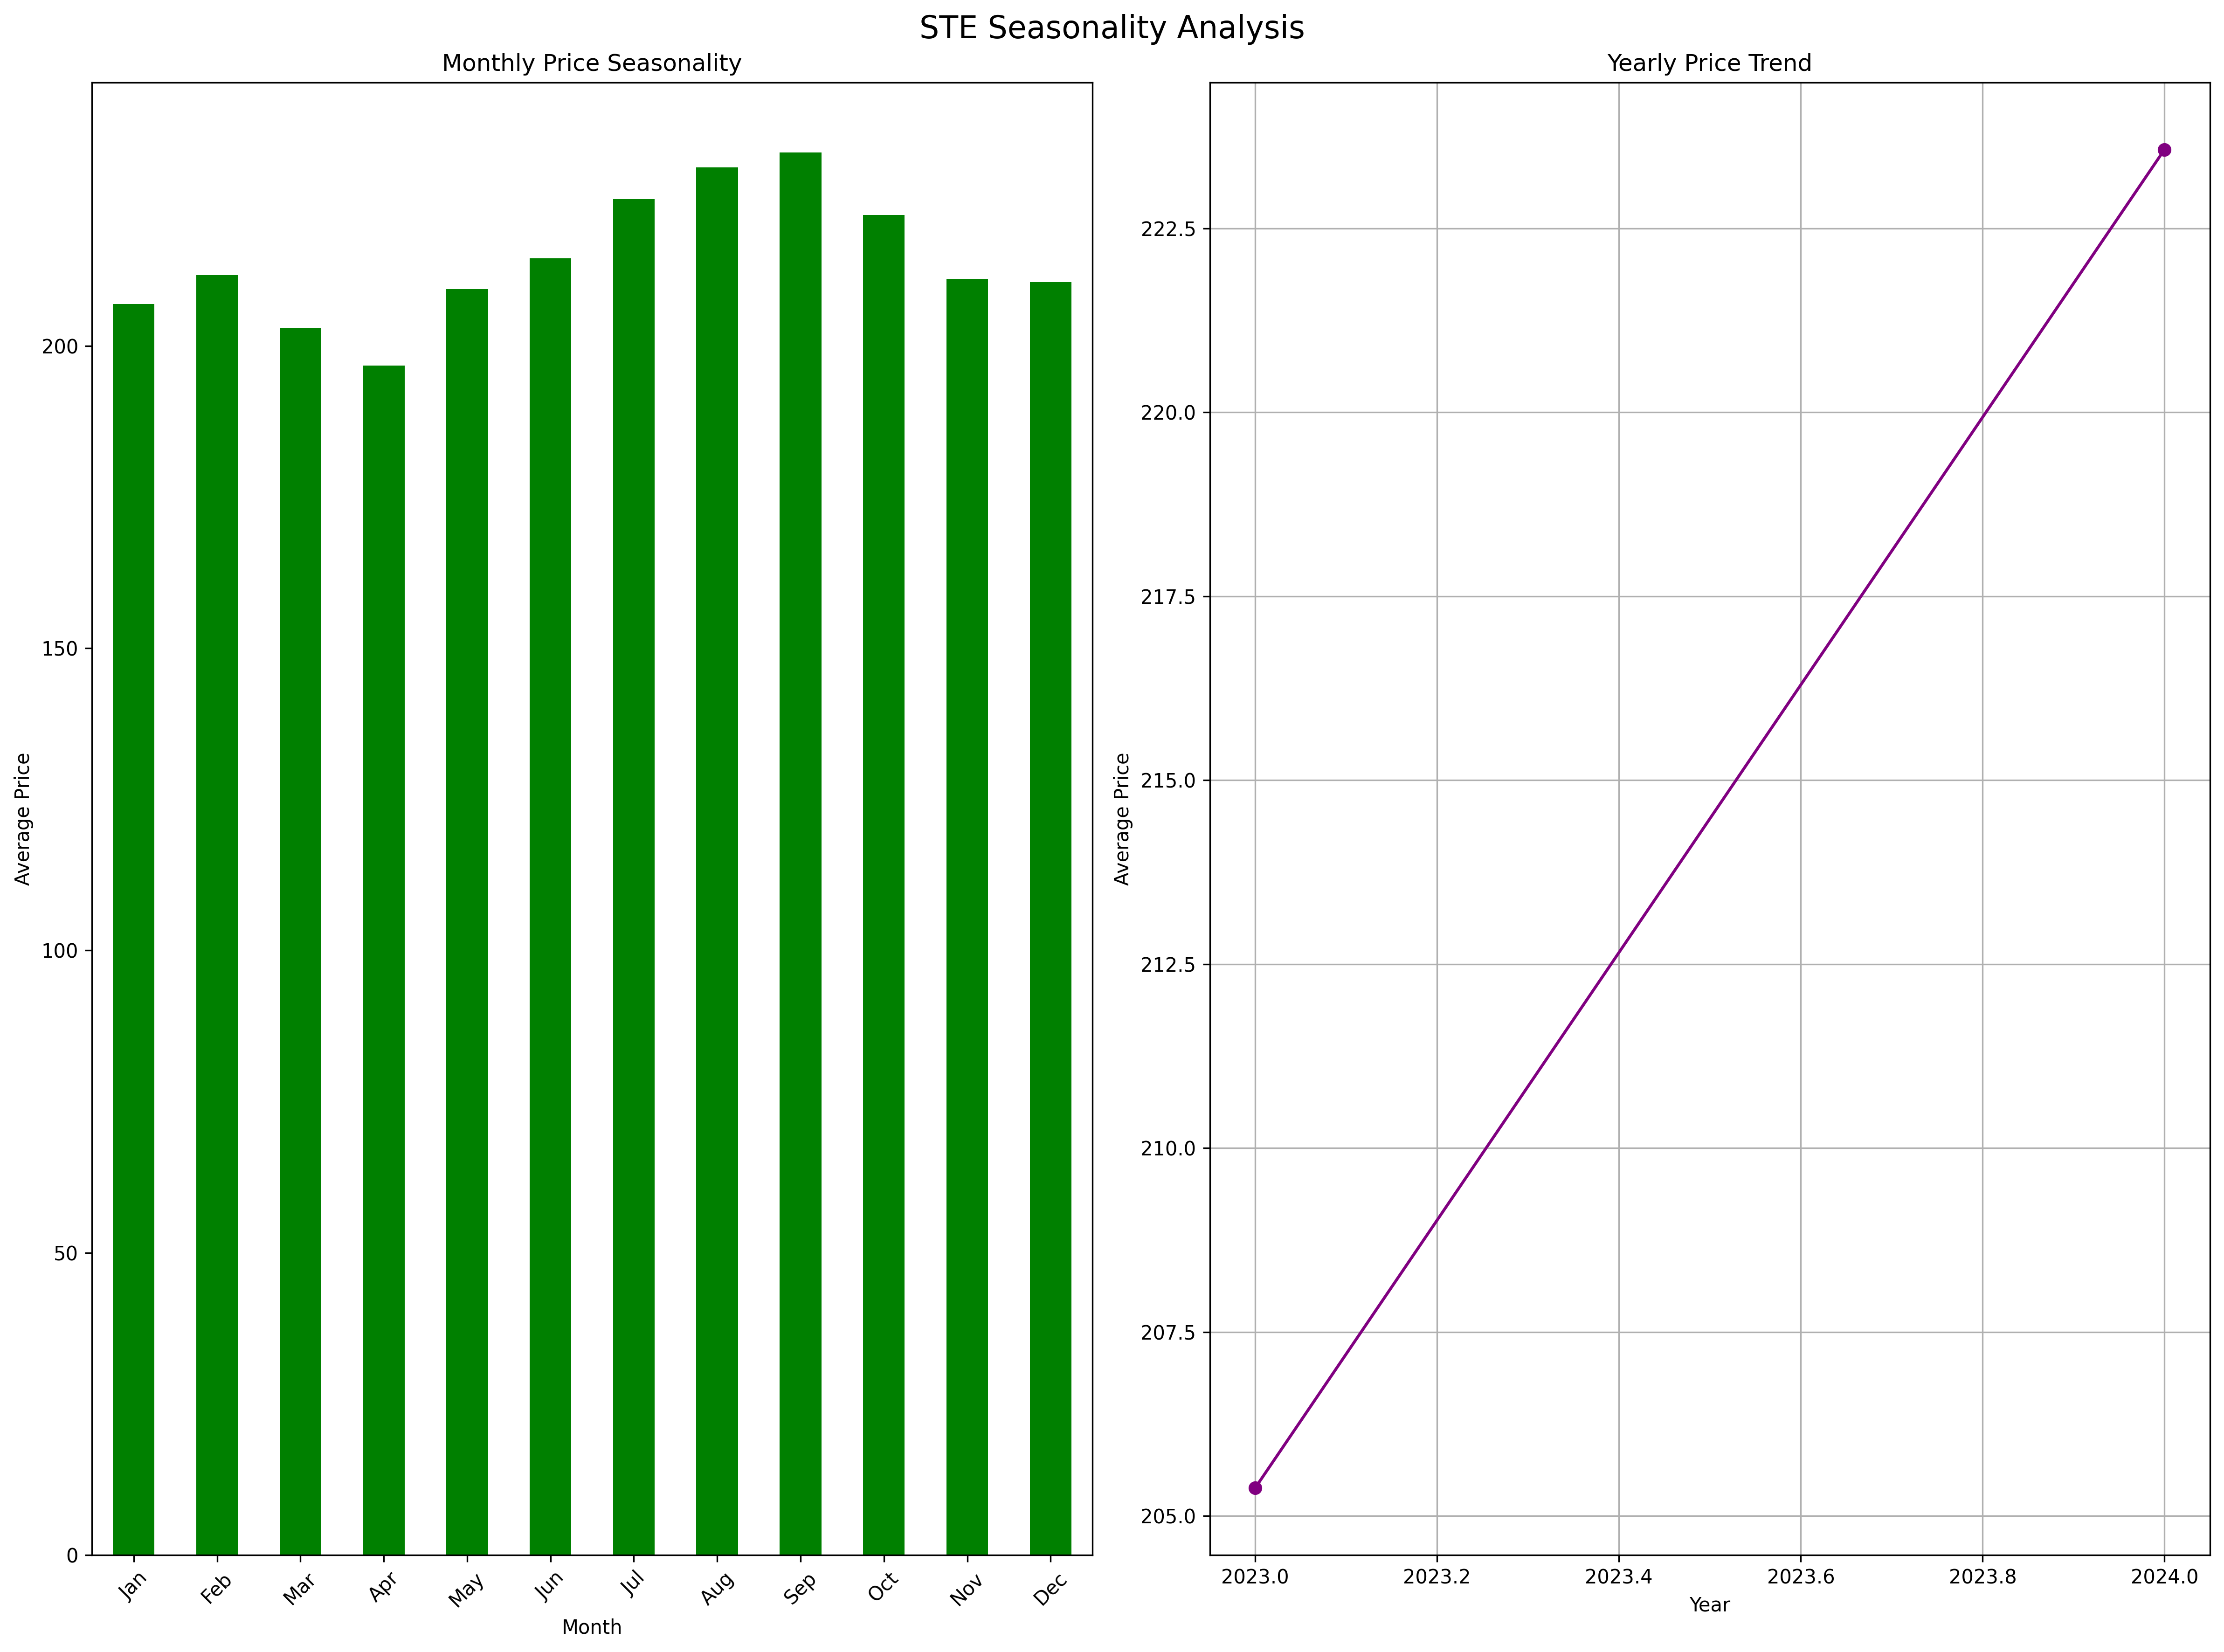 STE Seasonality Analysis
Monthly Price Seasonality
Average Price
200
150
100
50
0
Jan
Feb
Mar
Apr
May
Jun
Jul
Aug
Sep
Oct
Nov
Dec
Month
Yearly Price Trend
Average Price
222.5
220.0
217.5
215.0
212.5
210.0
207.5
205.0
2023.0
2023.2
2023.4
2023.6
2023.8
2024.0
Year